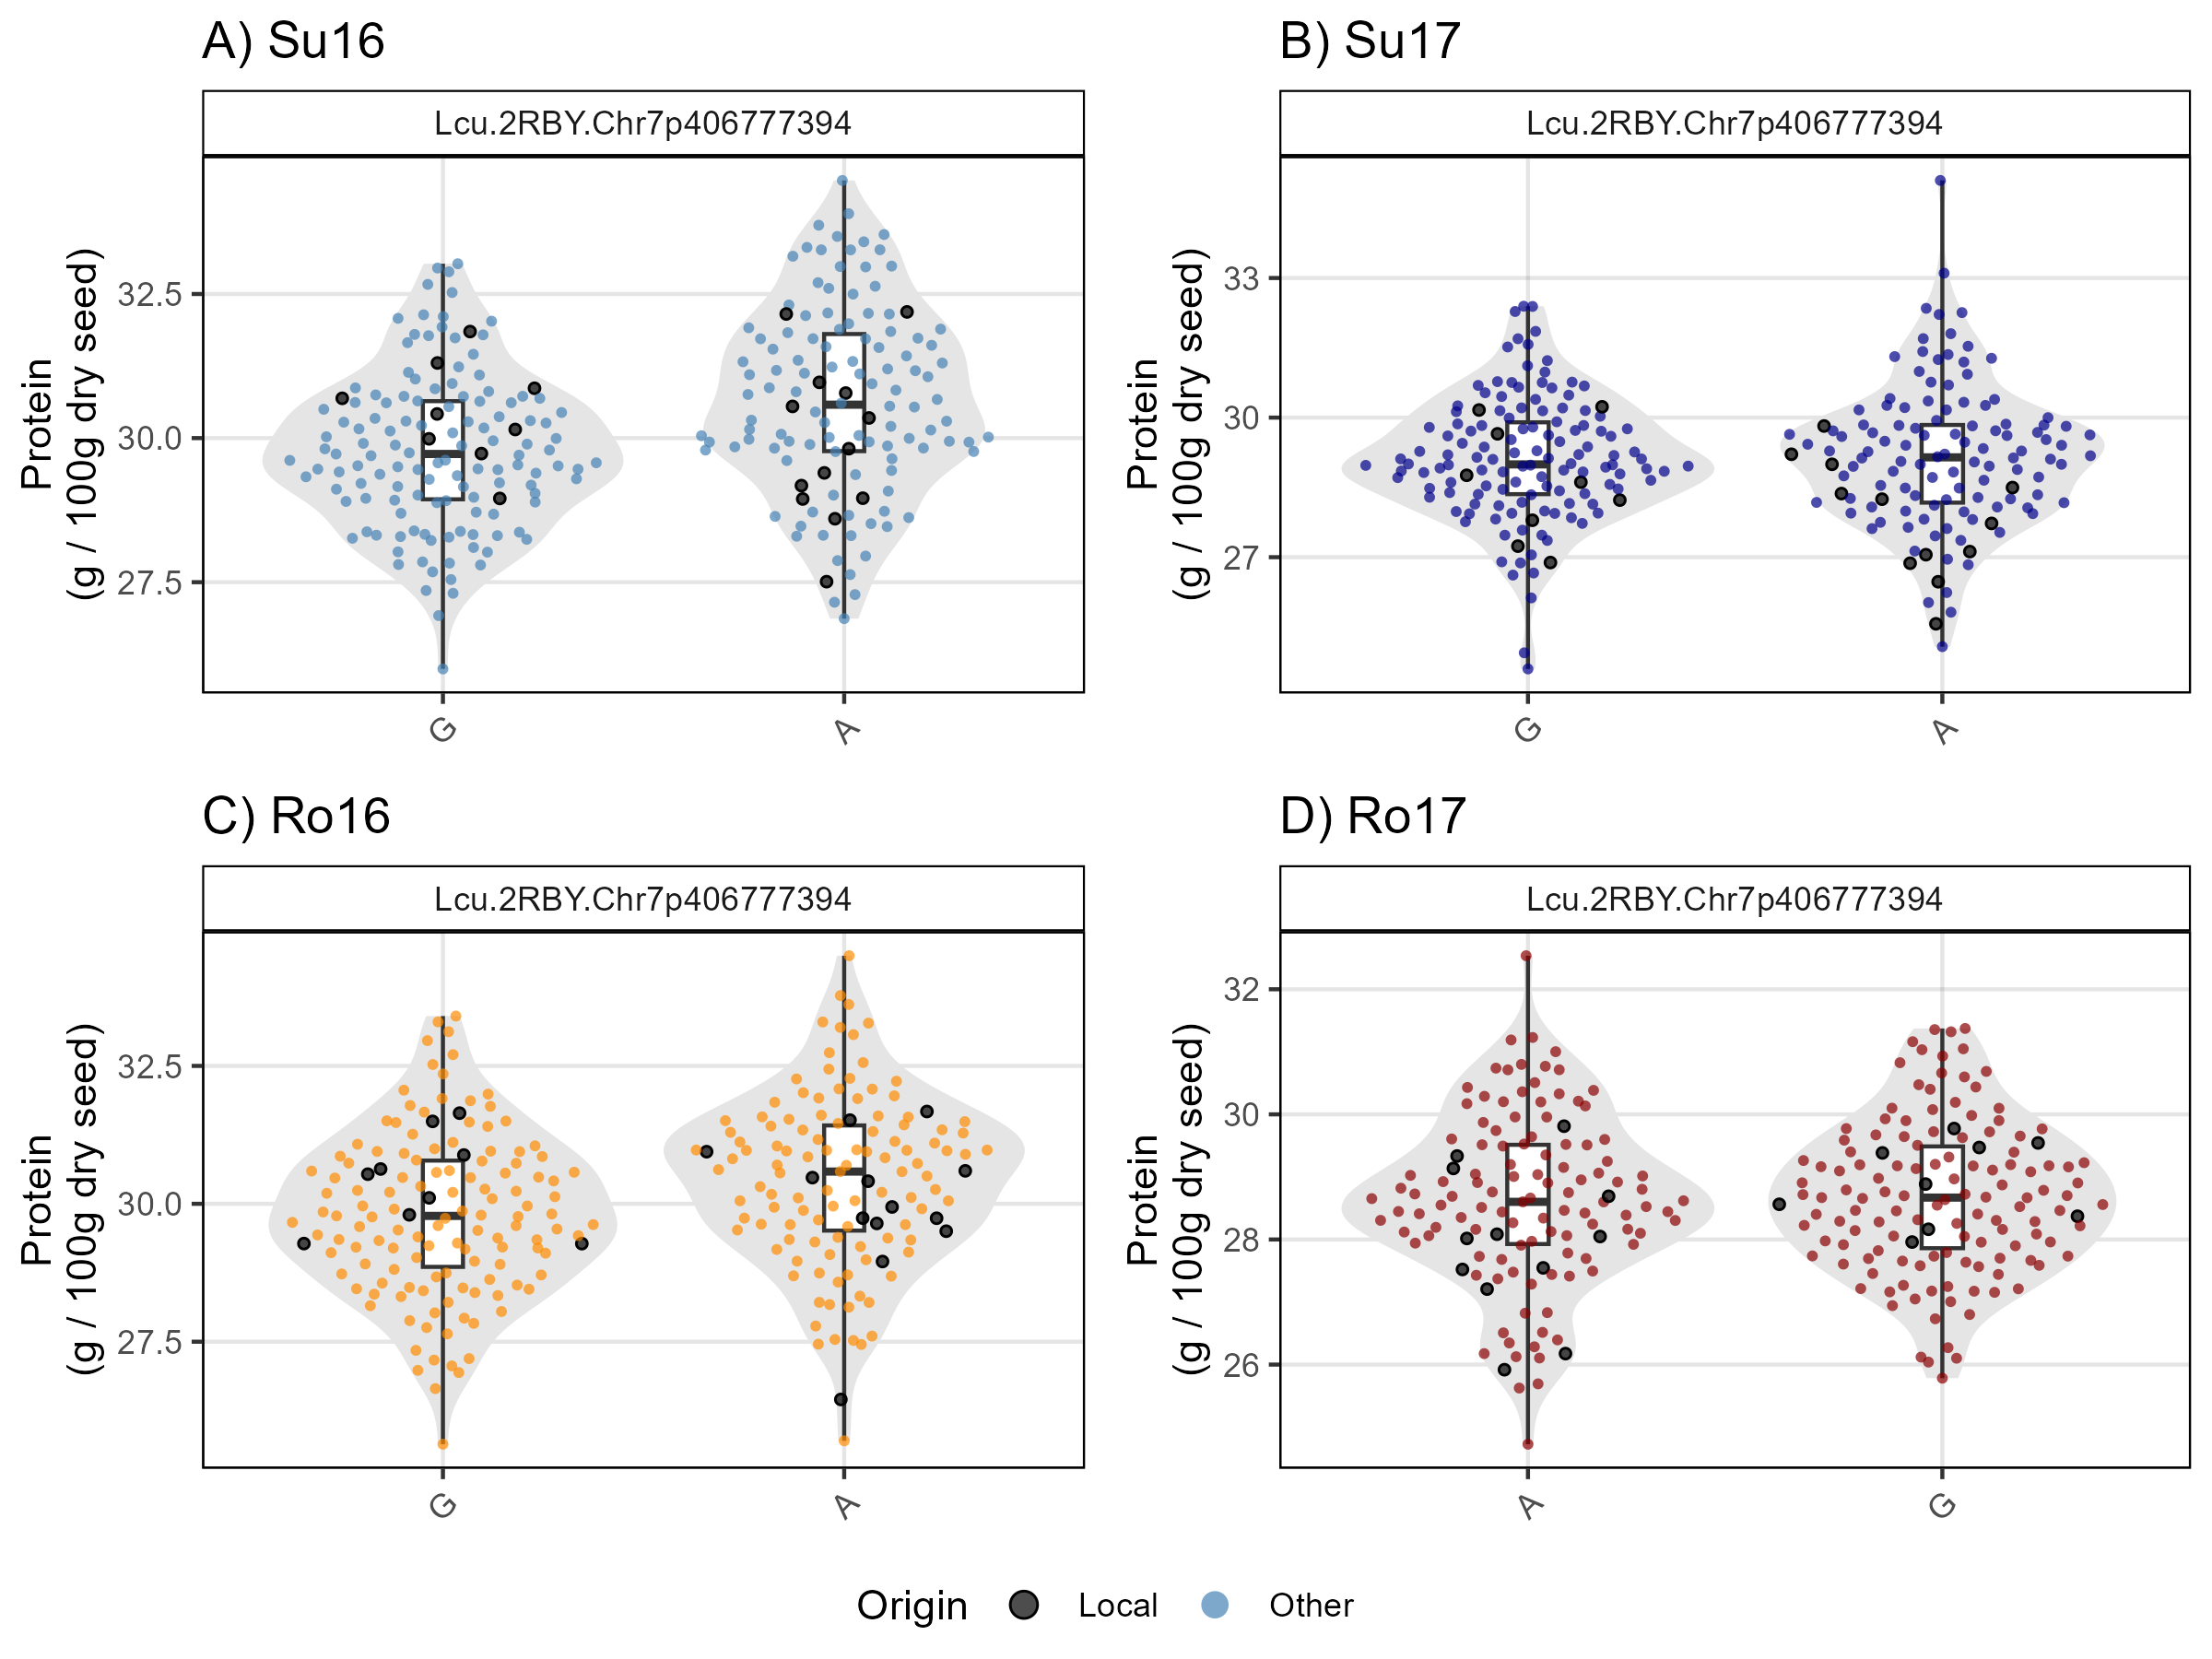 A) Su16
Lcu.2RBY.Chr7p406777394
Protein
(g / 100g dry seed)
32.5
30.0
27.5
G
A
B) Su17
Lcu.2RBY.Chr7p406777394
Protein
(g / 100g dry seed)
33
30
27
G
A
C) Ro16
Lcu.2RBY.Chr7p406777394
Protein
(g / 100g dry seed)
32.5
30.0
27.5
G
A
D) Ro17
Lcu.2RBY.Chr7p406777394
Protein
(g / 100g dry seed)
32
30
28
26
A
G
Origin Local Other